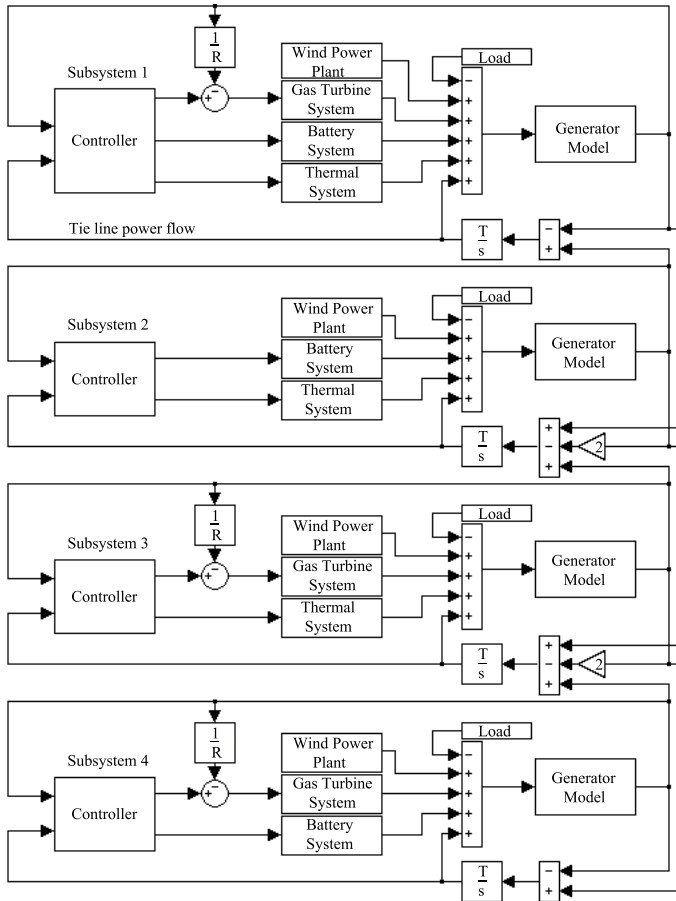 1
R
Subsystem 1
Controller
+
−
Wind Power
Plant
Gas Turbine
System
Battery
System
Thermal
System
Load
−
+
+
+
+
+
Generator
Model
Tie line power flow
T
s
−
+
Subsystem 2
Controller
Wind Power
Plant
Battery
System
Thermal
System
Load
−
+
+
+
+
Generator
Model
T
s
+
−
+
2
1
R
Subsystem 3
Controller
+
−
Wind Power
Plant
Gas Turbine
System
Thermal
System
Load
−
+
+
+
+
Generator
Model
T
s
+
−
+
2
1
R
Subsystem 4
Controller
+
−
Wind Power
Plant
Gas Turbine
System
Battery
System
Load
−
+
+
+
+
Generator
Model
T
s
−
+